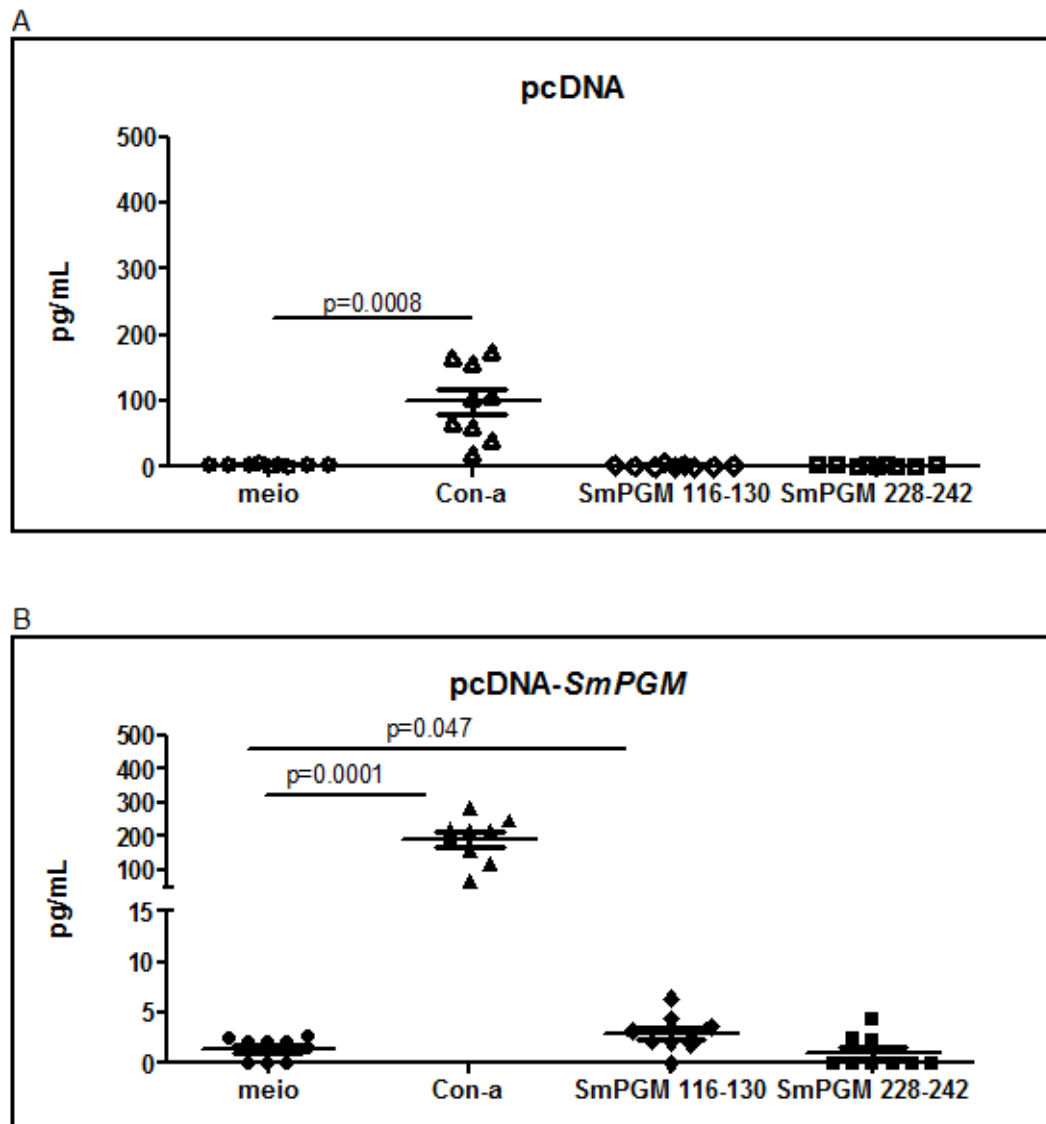 A
pcDNA
500
400
300
200
100
0
pg/mL
p=0.0008
meio Con-a SmPGM 116-130 SmPGM 228-242
B
pcDNA-SmPGM
500
400
300
200
100
15
10
5
0
pg/mL
p=0.047
p=0.0001
meio Con-a SmPGM 116-130 SmPGM 228-242